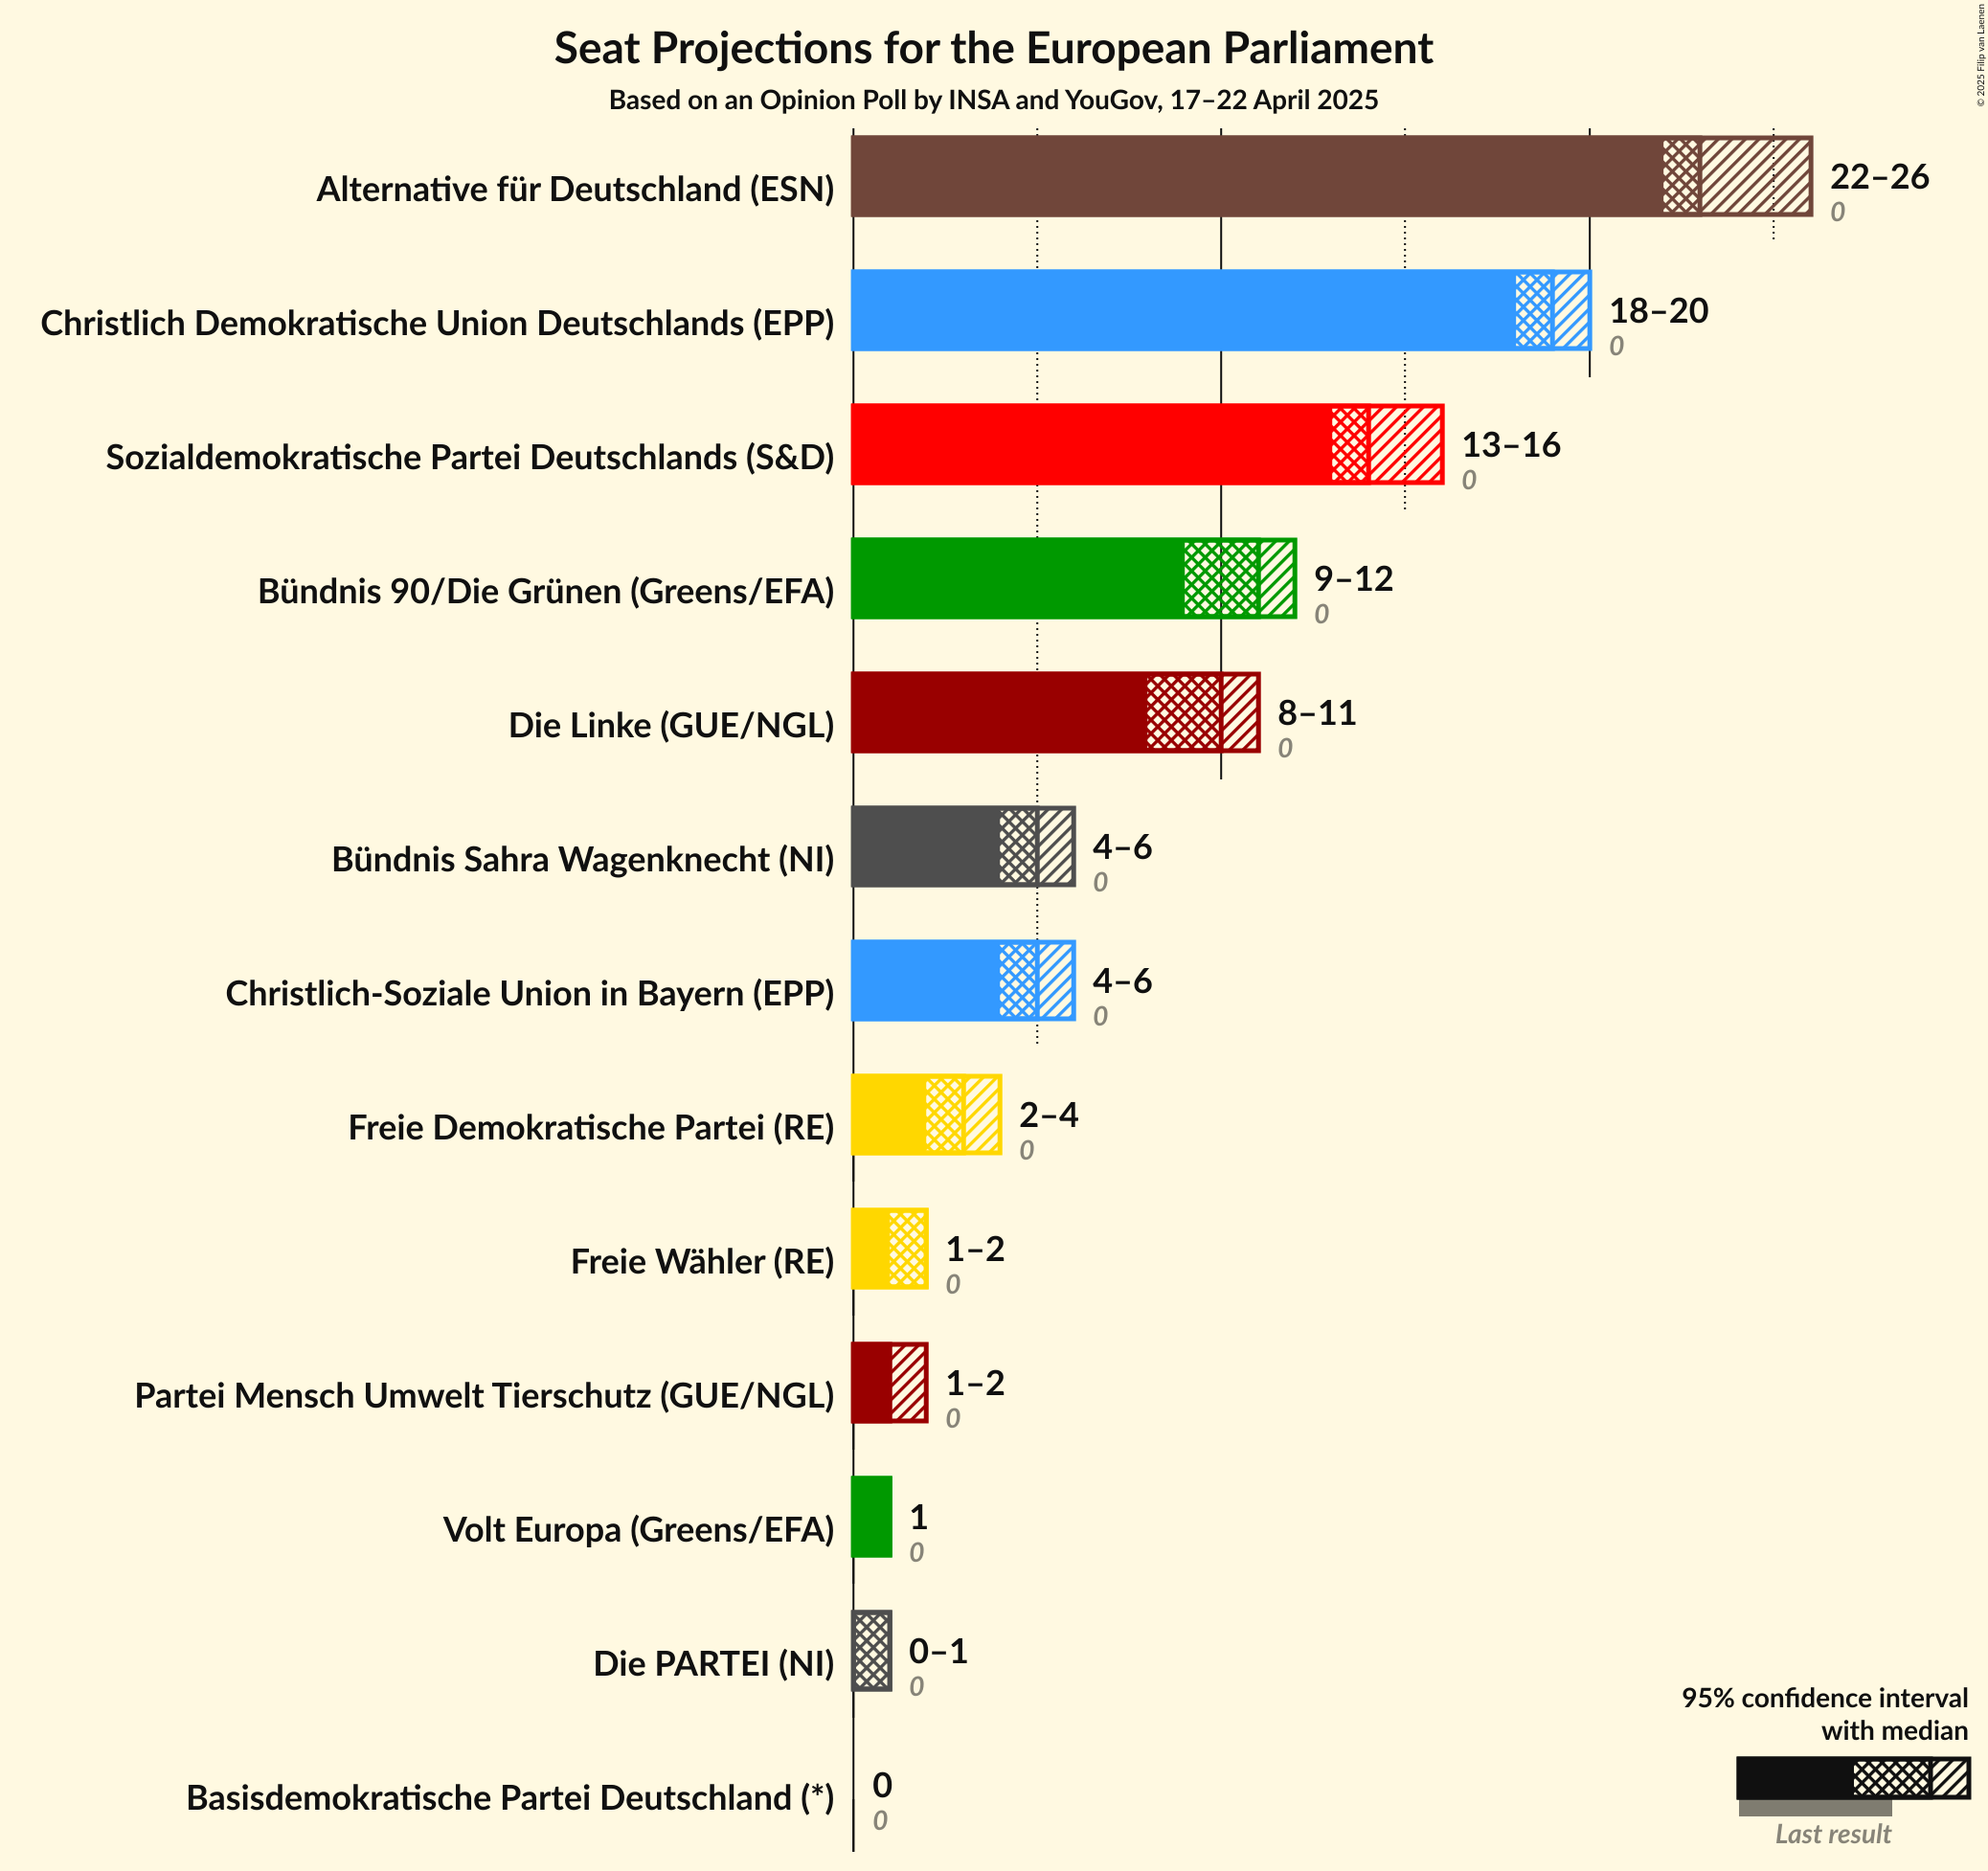 Seat Projections for the European Parliament
Based on an Opinion Poll by INSA and YouGov, 17–22 April 2025
© 2025 Filip van Laenen
Alternative für Deutschland (ESN)
22–26
0
Christlich Demokratische Union Deutschlands (EPP)
18–20
0
Sozialdemokratische Partei Deutschlands (S&D)
13–16
0
Bündnis 90/Die Grünen (Greens/EFA)
9–12
0
Die Linke (GUE/NGL)
8–11
0
Bündnis Sahra Wagenknecht (NI)
4–6
0
Christlich-Soziale Union in Bayern (EPP)
4–6
0
Freie Demokratische Partei (RE)
2–4
0
Freie Wähler (RE)
1–2
0
Partei Mensch Umwelt Tierschutz (GUE/NGL)
1–2
0
Volt Europa (Greens/EFA)
1
0
Die PARTEI (NI)
0–1
0
Basisdemokratische Partei Deutschland (*)
0
0
95% confidence interval
with median
Last result